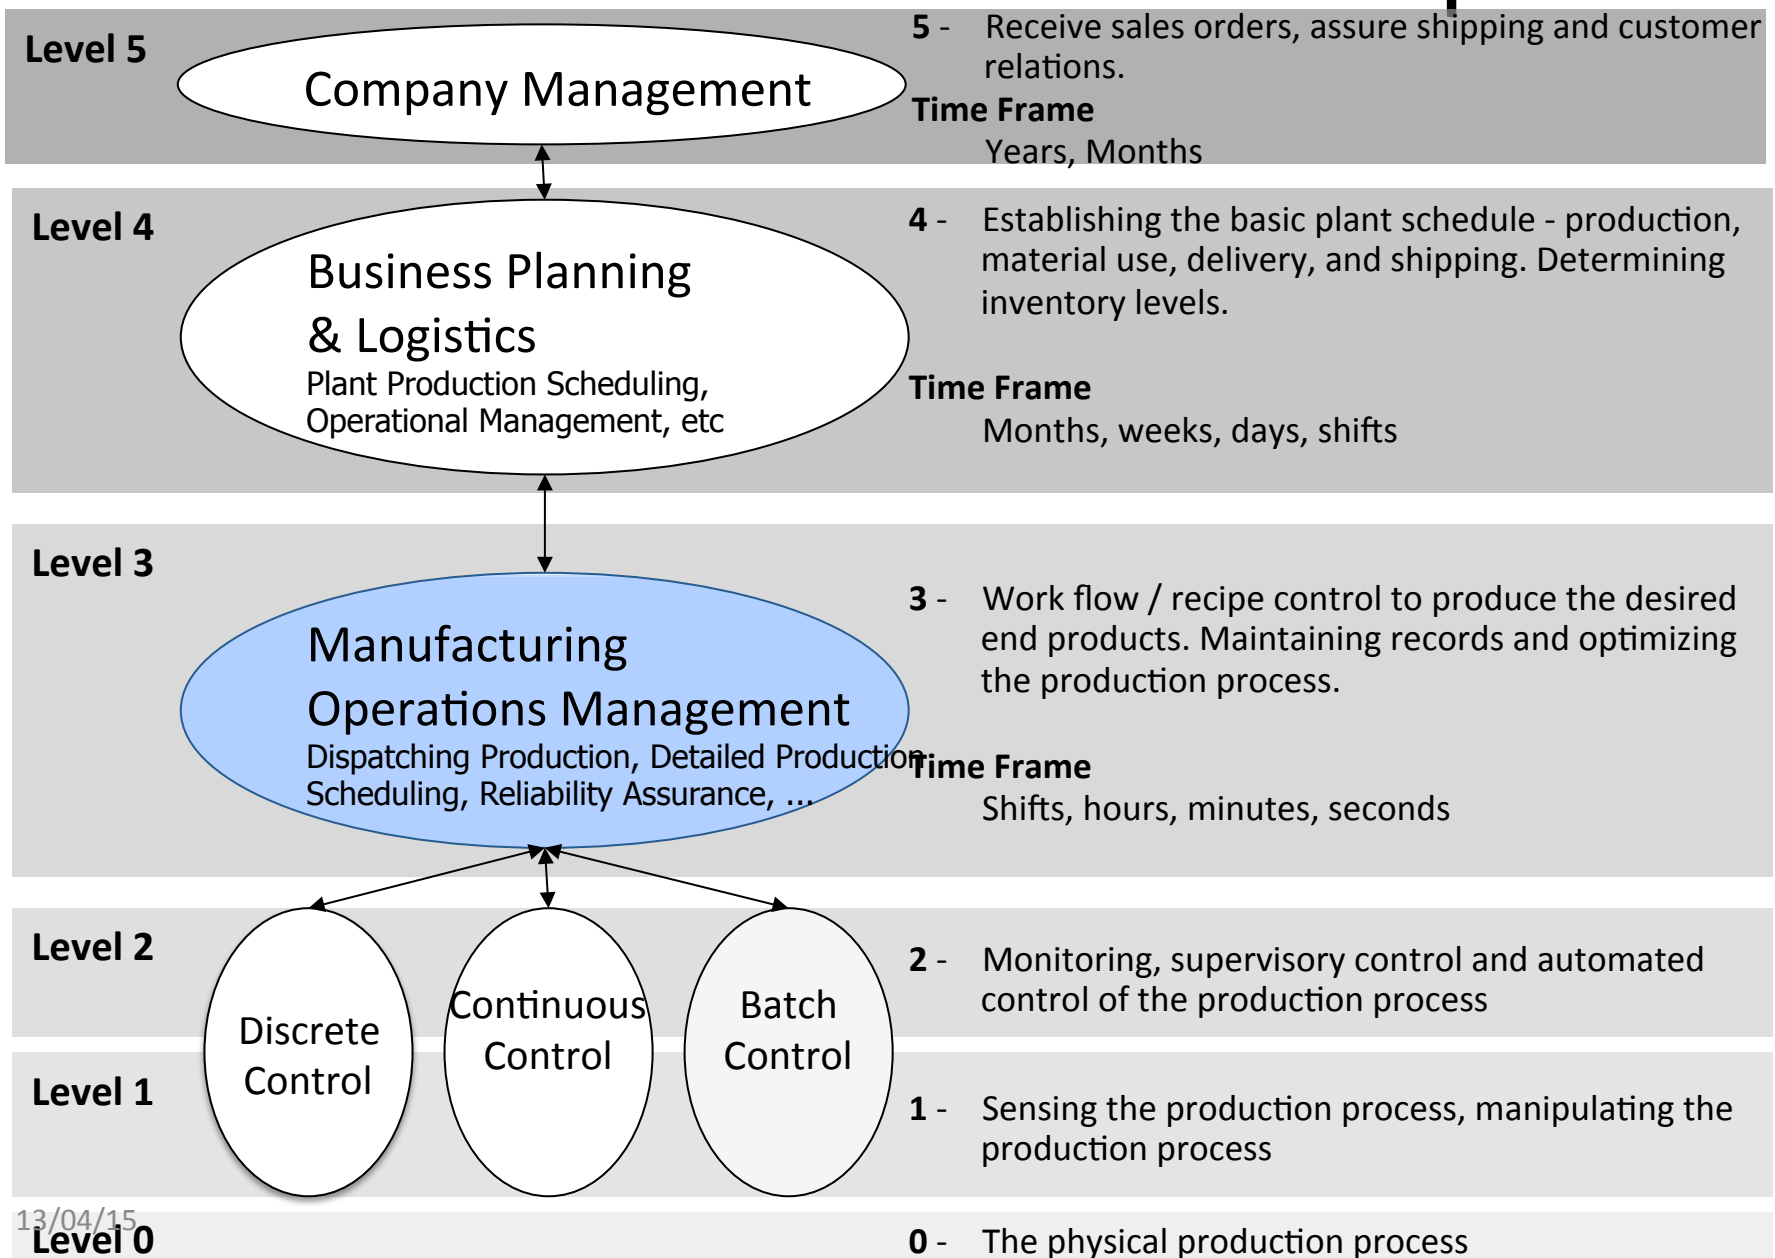 Level 5
Company Management
5 - Receive sales orders, assure shipping and customer
relations.
Time Frame
Years, Months
Level 4
Business Planning
& Logistics
Plant Production Scheduling,
Operational Management, etc
4 - Establishing the basic plant schedule - production,
material use, delivery, and shipping. Determining
inventory levels.
Time Frame
Months, weeks, days, shifts
Level 3
Manufacturing
Operations Management
Dispatching Production, Detailed Production
Scheduling, Reliability Assurance, ...
3 - Work flow / recipe control to produce the desired
end products. Maintaining records and optimizing
the production process.
Time Frame
Shifts, hours, minutes, seconds
Level 2
Discrete
Control
Continuous
Control
Batch
Control
2 - Monitoring, supervisory control and automated
control of the production process
Level 1
1 - Sensing the production process, manipulating the
production process
13/04/15
Level 0
0 - The physical production process